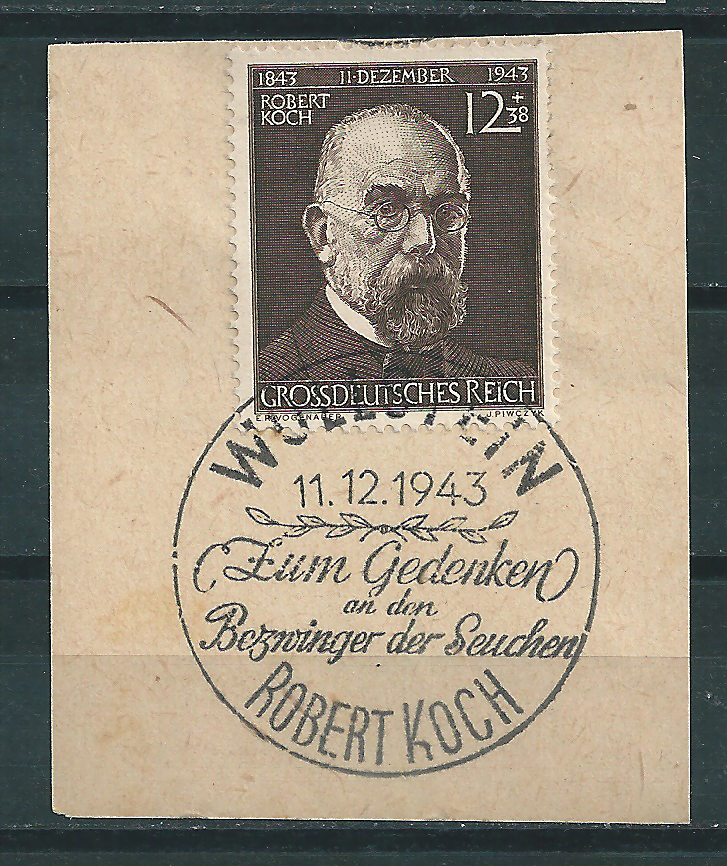 1843 11·DEZEMBER 1943
ROBERT
KOCH
12+38
GROSSDEUTSCHES REICH
E.R.VOGENAUER J.PIWCZYK
WOLLSTEIN
11.12.1943
Zum Gedenken
an den
Bezwinger der Seuchen
ROBERT KOCH